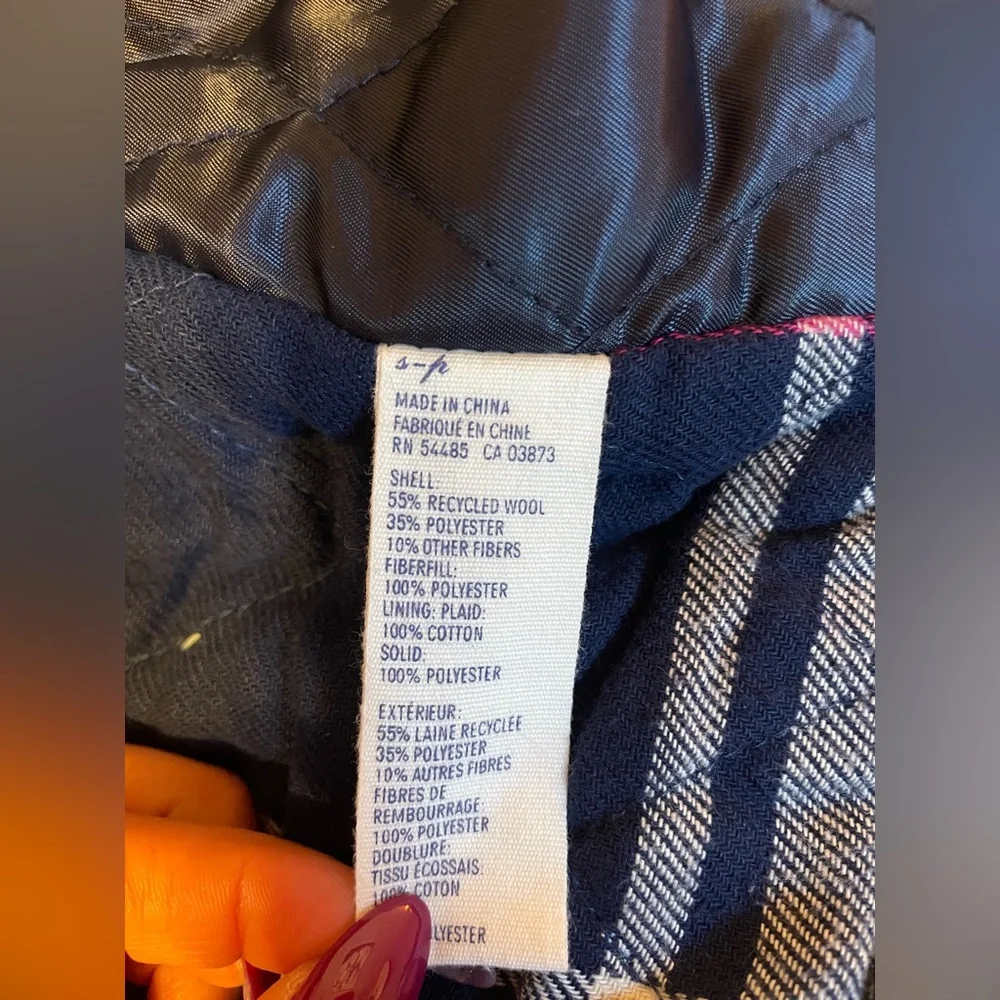 s-p
MADE IN CHINA
FABRIQUÉ EN CHINE
RN 54485 CA 03873
SHELL:
55% RECYCLED WOOL
35% POLYESTER
10% OTHER FIBERS
FIBERFILL:
100% POLYESTER
LINING: PLAID:
100% COTTON
SOLID:
100% POLYESTER
EXTÉRIEUR:
55% LAINE RECYCLÉE
35% POLYESTER
10% AUTRES FIBRES
FIBRES DE
REMBOURRAGE:
100% POLYESTER
DOUBLURE:
TISSU ÉCOSSAIS:
100% COTON
LYESTER